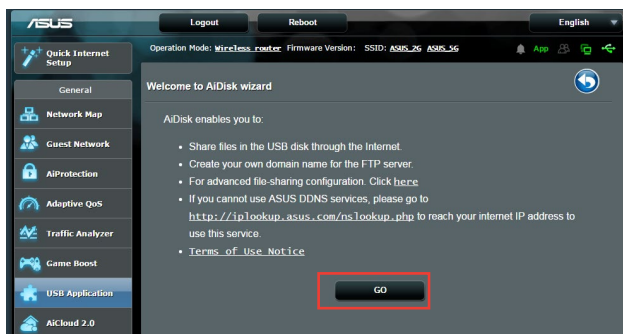 ASUS
Logout
Reboot
English
Quick Internet
Setup
Operation Mode: Wireless router Firmware Version: SSID: ASUS_2G ASUS_5G
App
General
Welcome to AiDisk wizard
Network Map
AiDisk enables you to:
Guest Network
• Share files in the USB disk through the Internet.
• Create your own domain name for the FTP server.
AiProtection
• For advanced file-sharing configuration. Click here
• If you cannot use ASUS DDNS services, please go to
Adaptive QoS
http://iplookup.asus.com/nslookup.php to reach your internet IP address to
use this service.
Traffic Analyzer
• Terms of Use Notice
Game Boost
GO
USB Application
AiCloud 2.0